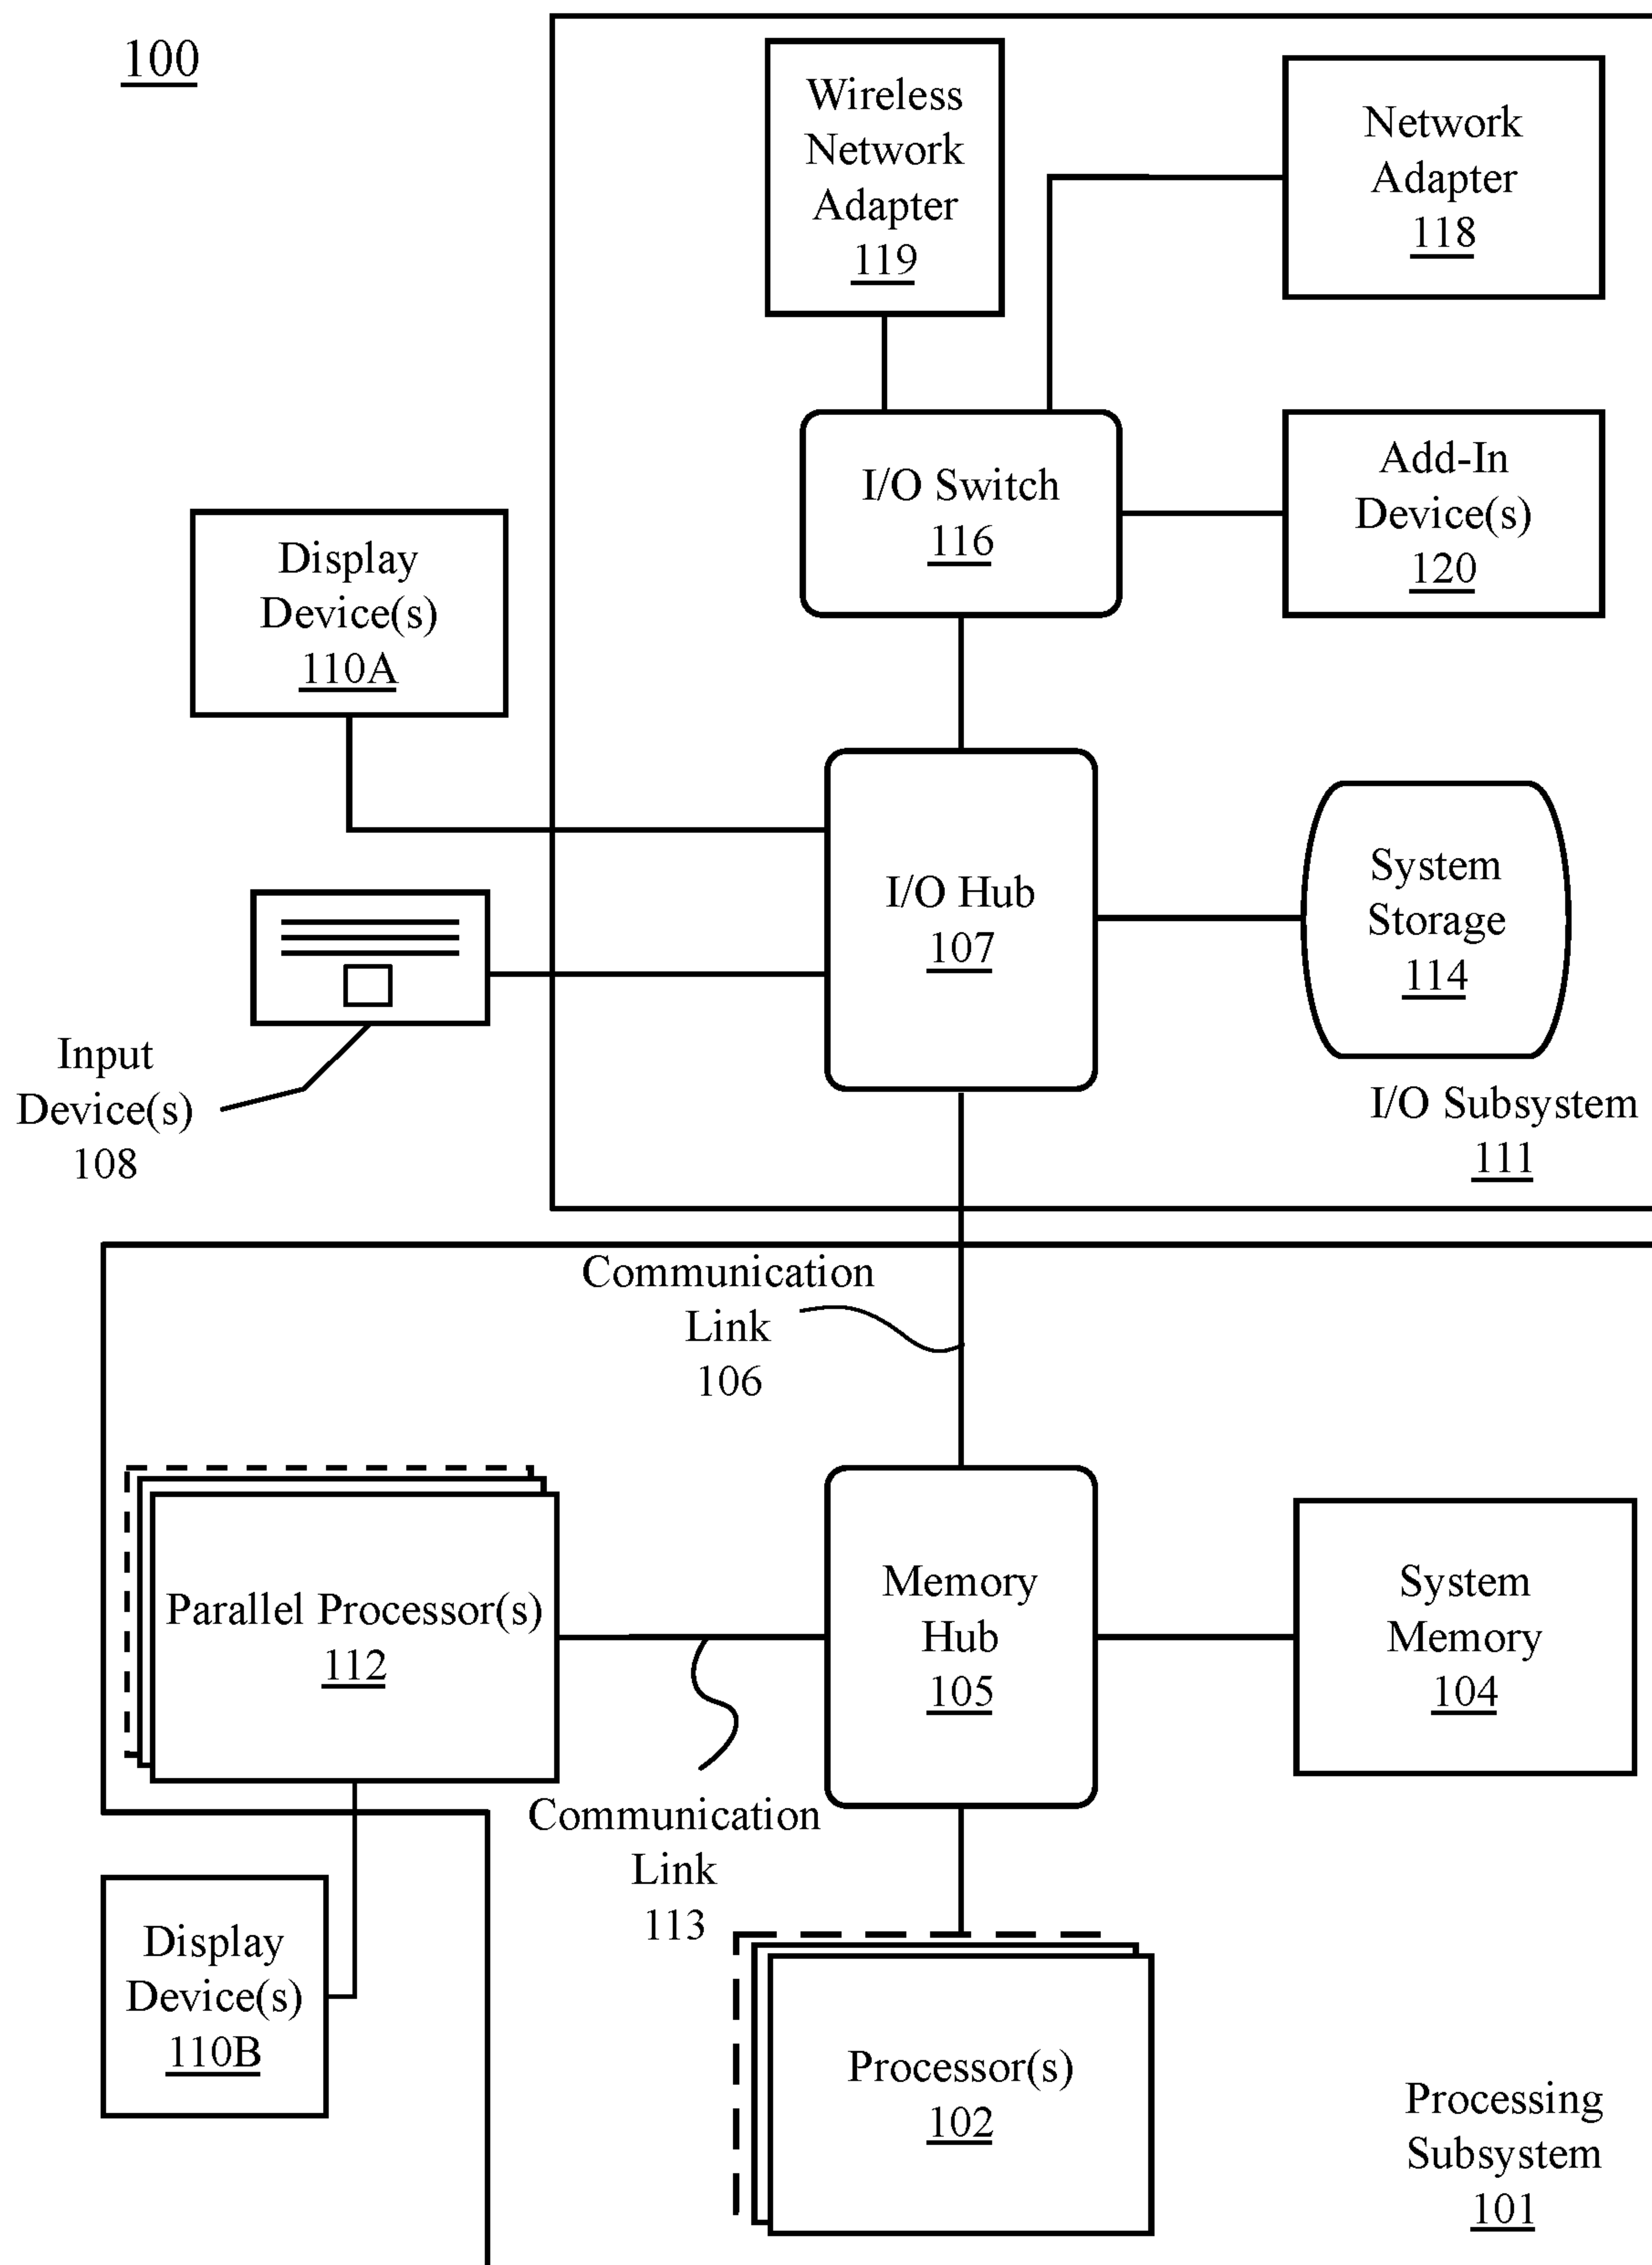 100
Wireless
Network
Adapter
119
Network
Adapter
118
I/O Switch
116
Add-In
Device(s)
120
Display
Device(s)
110A
I/O Hub
107
System
Storage
114
Input
Device(s)
108
I/O Subsystem
111
Communication
Link
106
Parallel Processor(s)
112
Memory
Hub
105
System
Memory
104
Communication
Link
113
Display
Device(s)
110B
Processor(s)
102
Processing
Subsystem
101